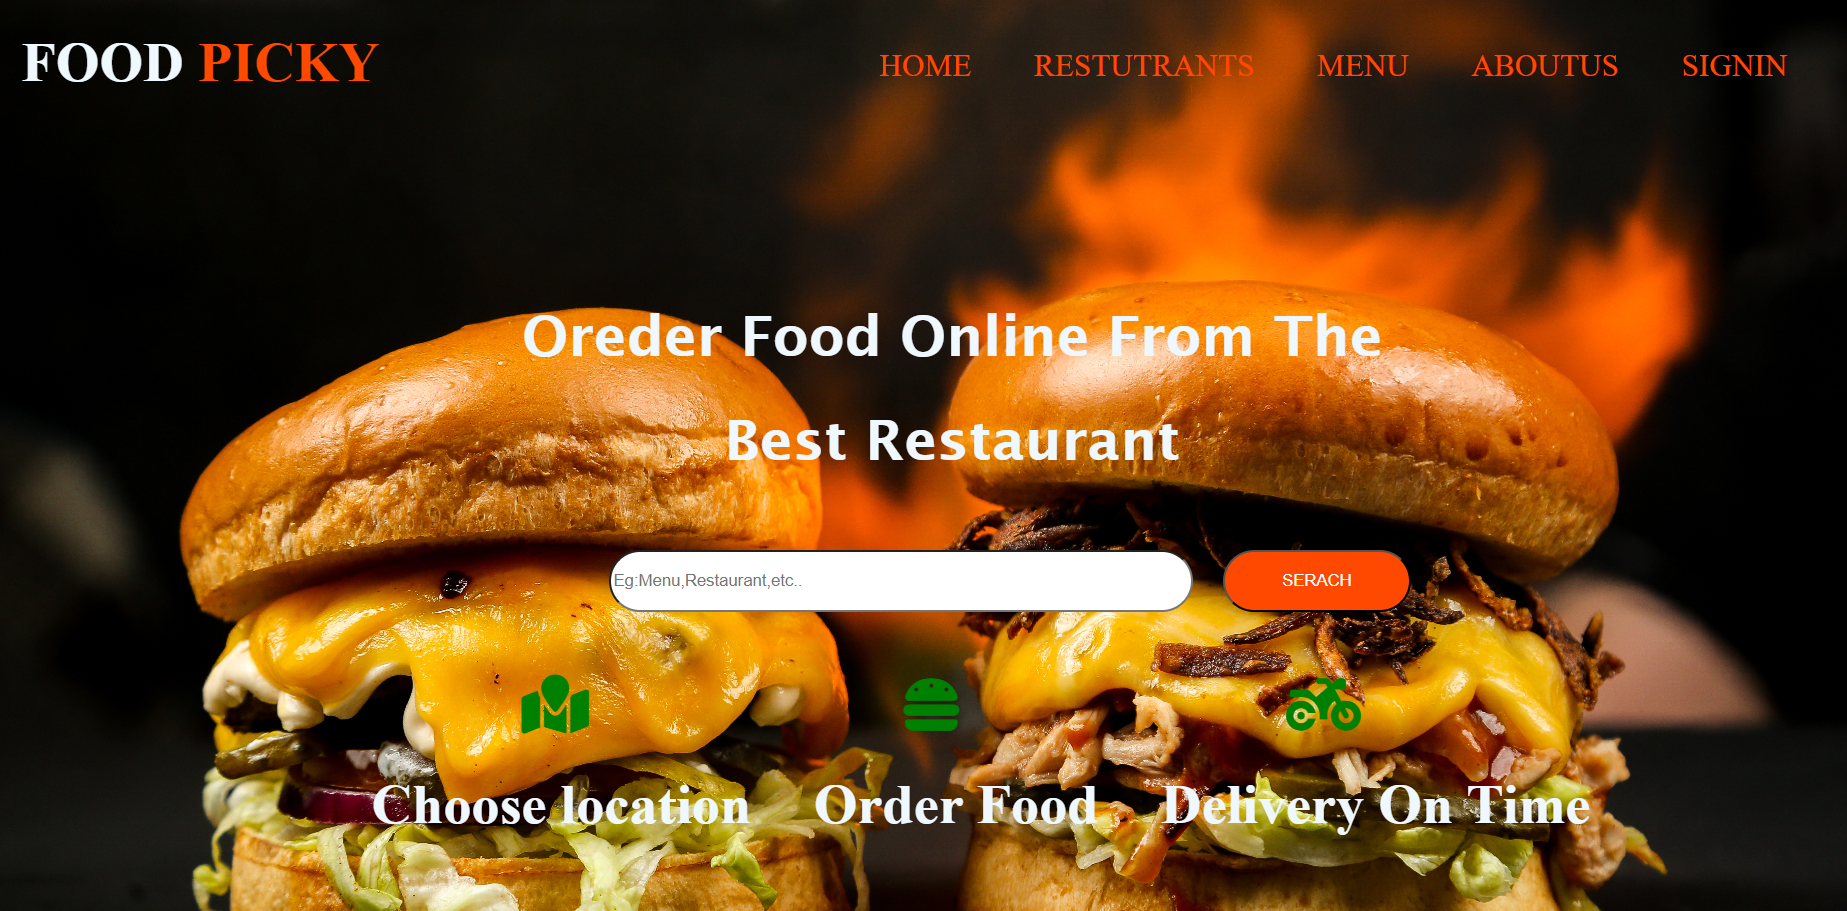 FOOD PICKY
HOME RESTUTRANTS MENU ABOUTUS SIGNIN
Oreder Food Online From The
Best Restaurant
Eg:Menu,Restaurant,etc..
SERACH
Choose location Order Food Delivery On Time